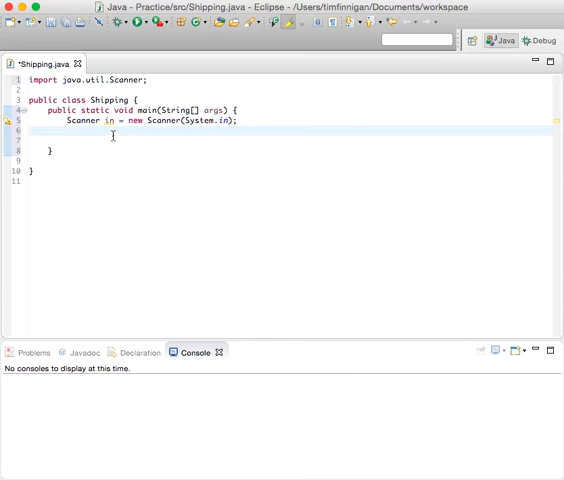 Java - Practice/src/Shipping.java - Eclipse - /Users/timfinnigan/Documents/workspace
Java Debug
*Shipping.java
1 import java.util.Scanner;
2
3 public class Shipping {
4 public static void main(String[] args) {
5 Scanner in = new Scanner(System.in);
6
7
8 }
9
10 }
11
Problems @ Javadoc Declaration Console
No consoles to display at this time.